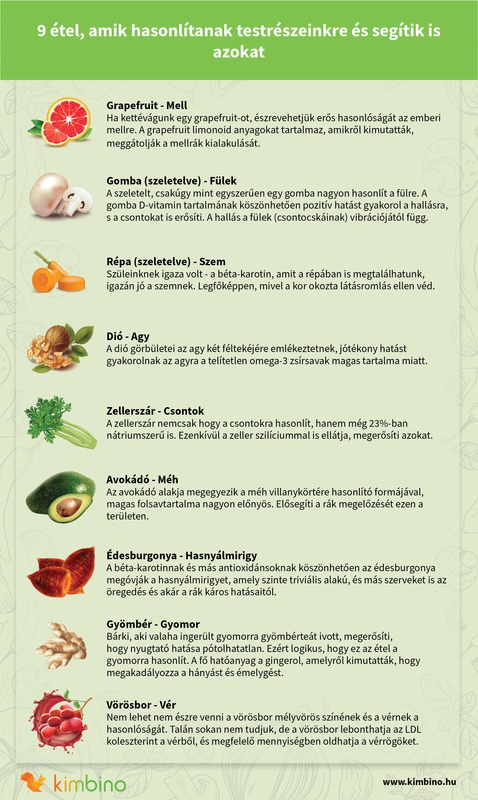 9 étel, amik hasonlítanak testrészeinkre és segítik is
azokat
Grapefruit - Mell
Ha kettévágunk egy grapefruit-ot, észrevehetjük erős hasonlóságát az emberi
mellre. A grapefruit limonoid anyagokat tartalmaz, amikről kimutatták,
meggátolják a mellrák kialakulását.
Gomba (szeletelve) - Fülek
A szeletelt, csakúgy mint egyszerűen egy gomba nagyon hasonlít a fülre. A
gomba D-vitamin tartalmának köszönhetően pozitív hatást gyakorol a hallásra,
s a csontokat is erősíti. A hallás a fülek (csontocskáinak) vibrációjától függ.
Répa (szeletelve) - Szem
Szüleinknek igaza volt - a béta-karotin, amit a répában is megtalálhatunk,
igazán jó a szemnek. Legfőképpen, mivel a kor okozta látásromlás ellen véd.
Dió - Agy
A dió görbületei az agy két féltekéjére emlékeztetnek, jótékony hatást
gyakorolnak az agyra a telítetlen omega-3 zsírsavak magas tartalma miatt.
Zellerszár - Csontok
A zellerszár nemcsak hogy a csontokra hasonlít, hanem még 23%-ban
nátriumszerű is. Ezenkívül a zeller szilíciummal is ellátja, megerősíti azokat.
Avokádó - Méh
Az avokádó alakja megegyezik a méh villanykörtére hasonlító formájával,
magas folsavtartalma nagyon előnyös. Elősegíti a rák megelőzését ezen a
területen.
Édesburgonya - Hasnyálmirigy
A béta-karotinnak és más antioxidánsoknak köszönhetően az édesburgonya
megóvják a hasnyálmirigyet, amely szinte triviális alakú, és más szerveket is az
öregedés és akár a rák káros hatásaitól.
Gyömbér - Gyomor
Bárki, aki valaha ingerült gyomorra gyömbérteát ivott, megerősíti,
hogy nyugtató hatása pótolhatatlan. Ezért logikus, hogy ez az étel a
gyomorra hasonlít. A fő hatóanyag a gingerol, amelyről kimutatták, hogy
megakadályozza a hányást és émelygést.
Vörösbor - Vér
Nem lehet nem észre venni a vörösbor mélyvörös színének és a vérnek a
hasonlóságát. Talán sokan nem tudjuk, de a vörösbor lebonthatja az LDL
koleszterint a vérből, és megfelelő mennyiségben oldhatja a vérrögöket.
kimbino
www.kimbino.hu